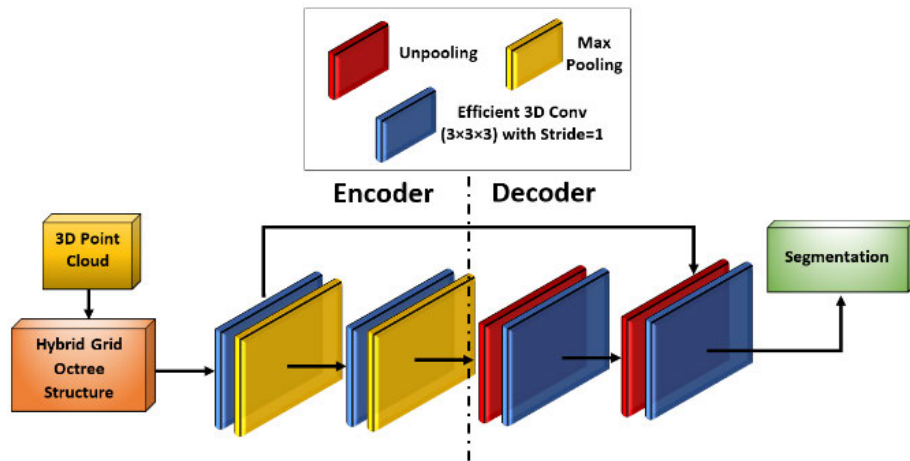 Unpooling
Max
Pooling
Efficient 3D Conv
(3×3×3) with Stride=1
Encoder
Decoder
3D Point
Cloud
Segmentation
Hybrid Grid
Octree
Structure